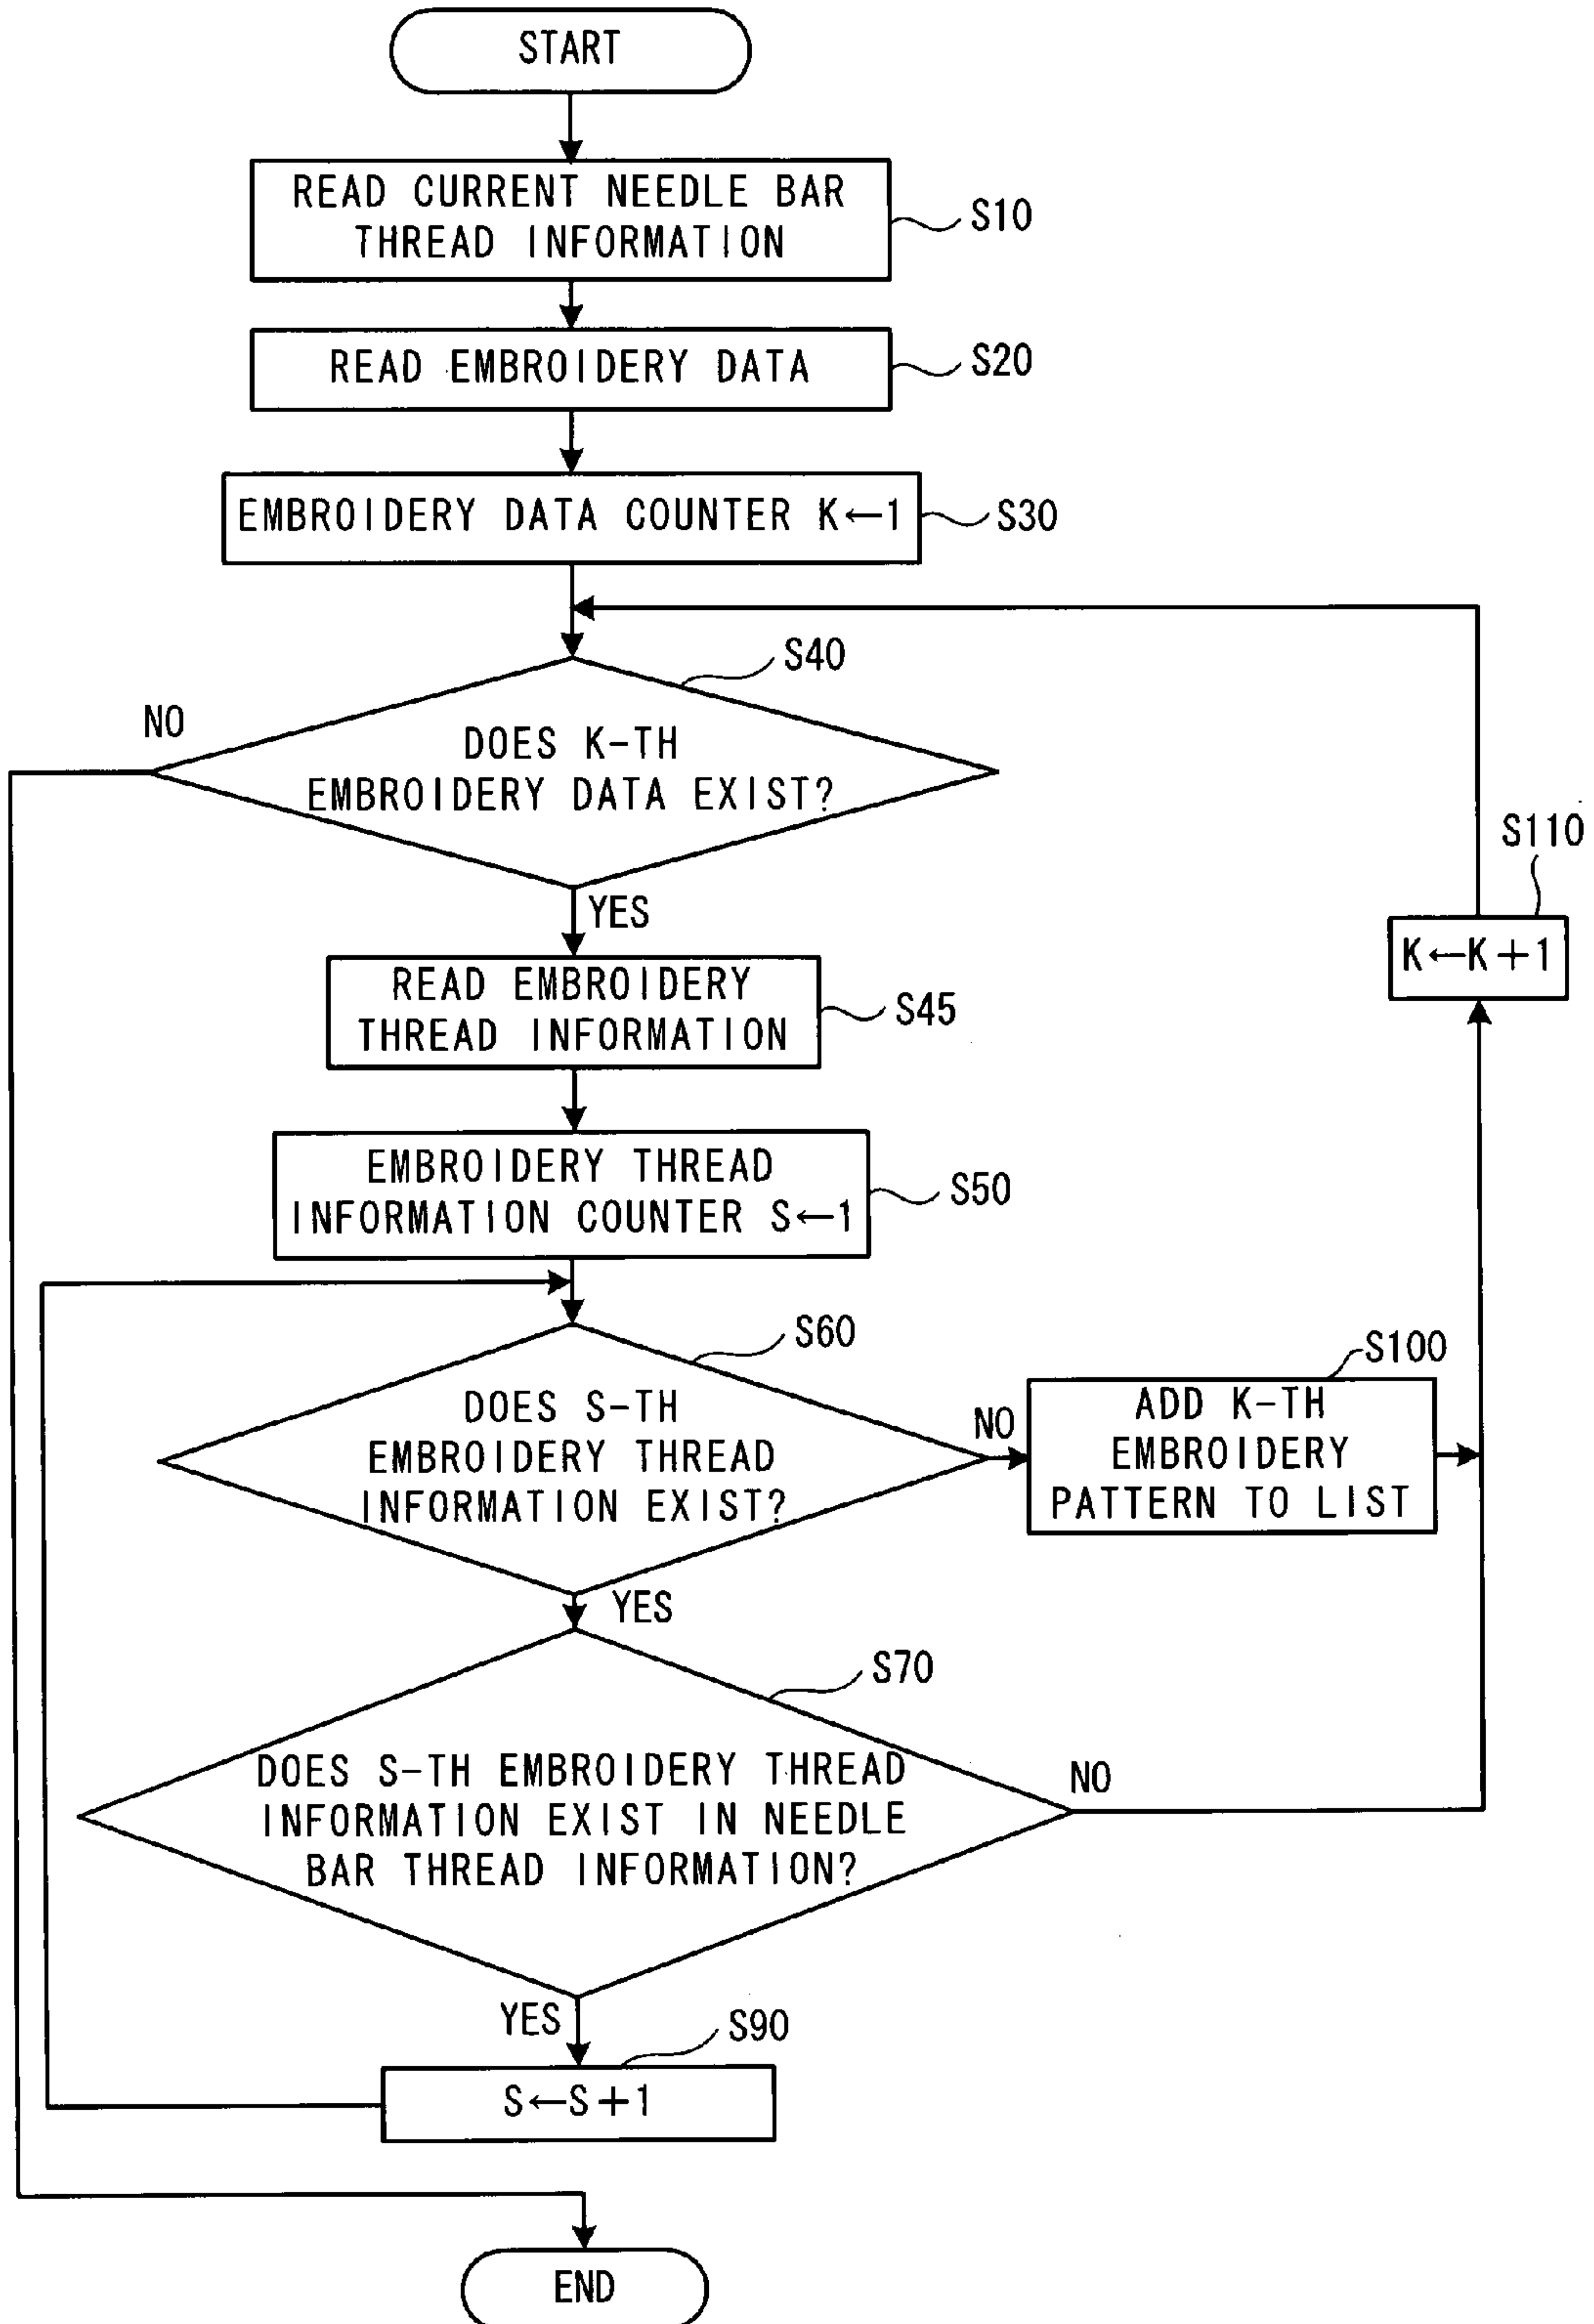 START
READ CURRENT NEEDLE BAR
THREAD INFORMATION
S10
READ EMBROIDERY DATA
S20
EMBROIDERY DATA COUNTER K←1
S30
S40
NO
DOES K-TH
EMBROIDERY DATA EXIST?
YES
S110
K←K+1
READ EMBROIDERY
THREAD INFORMATION
S45
EMBROIDERY THREAD
INFORMATION COUNTER S←1
S50
S60
DOES S-TH
EMBROIDERY THREAD
INFORMATION EXIST?
NO
S100
ADD K-TH
EMBROIDERY
PATTERN TO LIST
YES
S70
DOES S-TH EMBROIDERY THREAD
INFORMATION EXIST IN NEEDLE
BAR THREAD INFORMATION?
NO
YES
S90
S←S+1
END